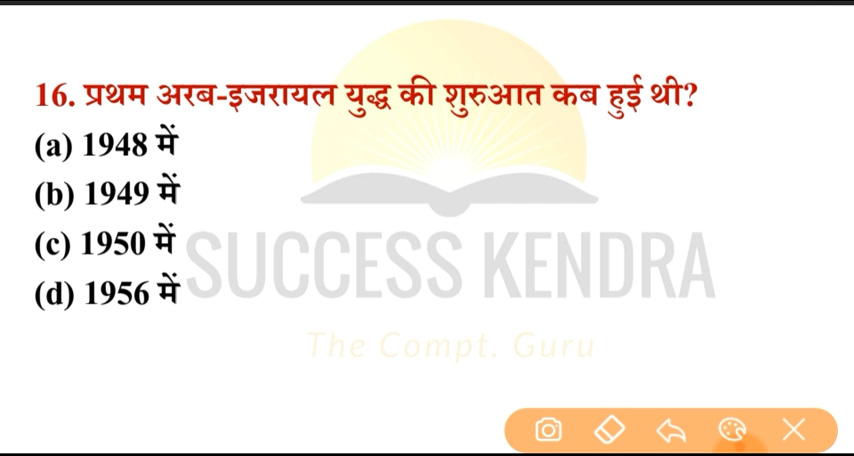 16. प्रथम अरब-इजरायल युद्ध की शुरुआत कब हुई थी?
(a) 1948 में
(b) 1949 में
(c) 1950 में
(d) 1956 में
SUCCESS KENDRA
The Compt. Guru